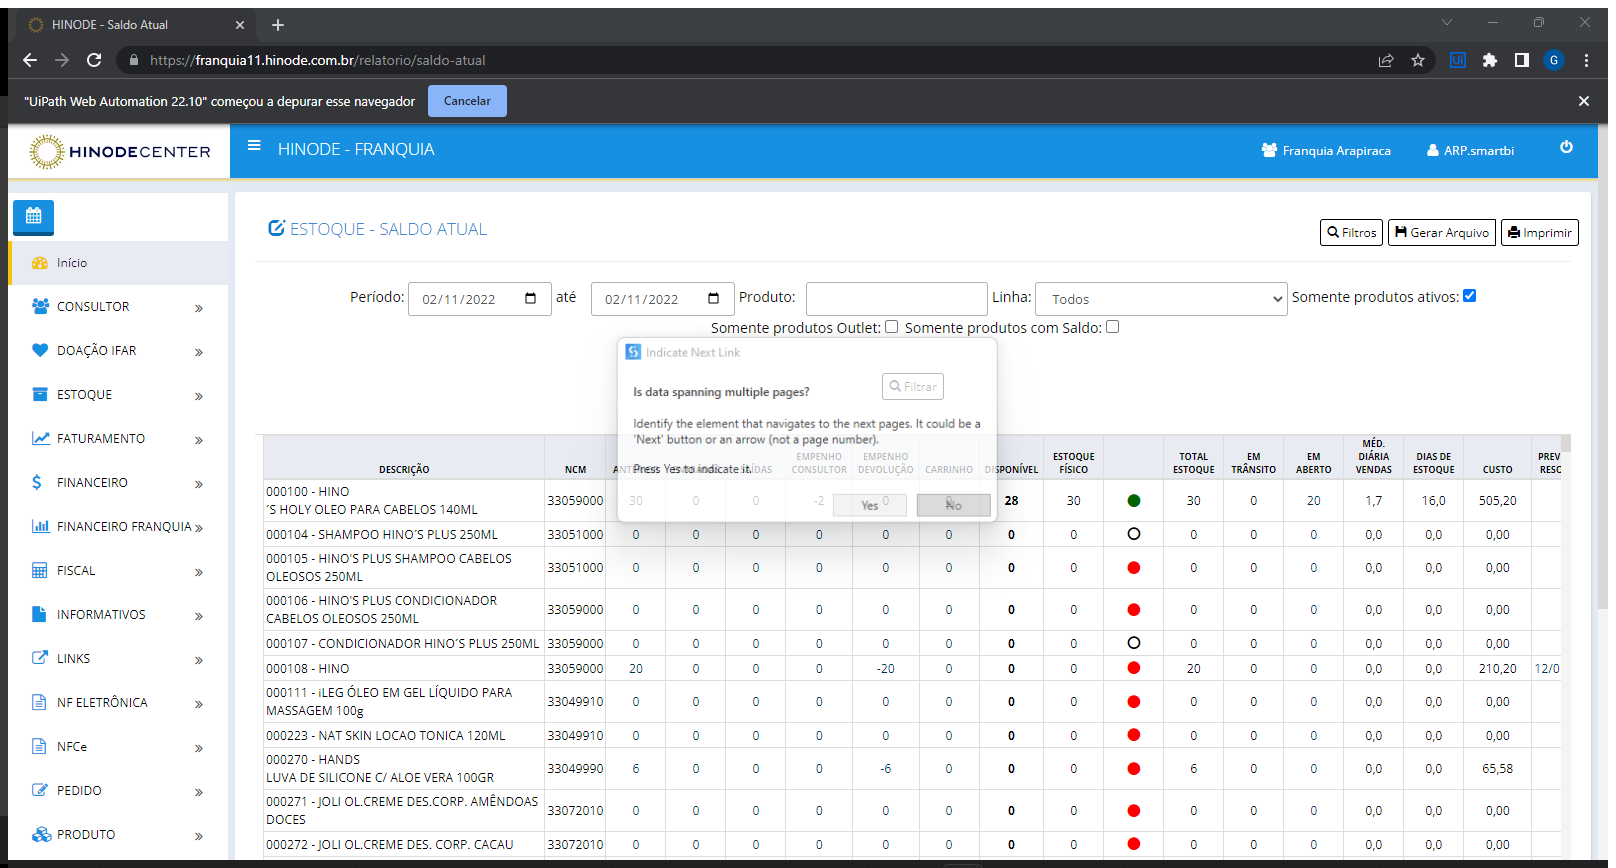 HINODE - Saldo Atual
https://franquia11.hinode.com.br/relatorio/saldo-atual
Ui
G
"UiPath Web Automation 22.10" começou a depurar esse navegador
Cancelar
HINODECENTER
HINODE - FRANQUIA
Franquia Arapiraca
ARP.smartbi
Início
CONSULTOR
DOAÇÃO IFAR
ESTOQUE
FATURAMENTO
FINANCEIRO
FINANCEIRO FRANQUIA
FISCAL
INFORMATIVOS
LINKS
NF ELETRÔNICA
NFCe
PEDIDO
PRODUTO
ESTOQUE - SALDO ATUAL
Filtros
Gerar Arquivo
Imprimir
Período: 02/11/2022 até 02/11/2022 Produto: Linha: Todos Somente produtos ativos:
Somente produtos Outlet: Somente produtos com Saldo:
Indicate Next Link
Is data spanning multiple pages?
Filtrar
Identify the element that navigates to the next pages. It could be a
'Next' button or an arrow (not a page number).
Press Yes to indicate it.
Yes
No
DESCRIÇÃO NCM EMPENHO CONSULTOR EMPENHO DEVOLUÇÃO CARRINHO DISPONÍVEL ESTOQUE FÍSICO TOTAL ESTOQUE EM TRÂNSITO EM ABERTO MÉD. DIÁRIA VENDAS DIAS DE ESTOQUE CUSTO PREV RESC
000100 - HINO
´S HOLY OLEO PARA CABELOS 140ML 33059000 30 0 0 -2 0 0 28 30 30 0 20 1,7 16,0 505,20
000104 - SHAMPOO HINO´S PLUS 250ML 33051000 0 0 0 0 0 0 0 0 0 0 0 0,0 0,0 0,00
000105 - HINO'S PLUS SHAMPOO CABELOS
OLEOSOS 250ML 33051000 0 0 0 0 0 0 0 0 0 0 0 0,0 0,0 0,00
000106 - HINO'S PLUS CONDICIONADOR
CABELOS OLEOSOS 250ML 33059000 0 0 0 0 0 0 0 0 0 0 0 0,0 0,0 0,00
000107 - CONDICIONADOR HINO´S PLUS 250ML 33059000 0 0 0 0 0 0 0 0 0 0 0 0,0 0,0 0,00
000108 - HINO 33059000 20 0 0 0 -20 0 0 0 20 0 0 0,0 0,0 210,20 12/0
000111 - iLEG ÓLEO EM GEL LÍQUIDO PARA
MASSAGEM 100g 33049910 0 0 0 0 0 0 0 0 0 0 0 0,0 0,0 0,00
000223 - NAT SKIN LOCAO TONICA 120ML 33049910 0 0 0 0 0 0 0 0 0 0 0 0,0 0,0 0,00
000270 - HANDS
LUVA DE SILICONE C/ ALOE VERA 100GR 33049990 6 0 0 0 -6 0 0 0 6 0 0 0,0 0,0 65,58
000271 - JOLI OL.CREME DES.CORP. AMÊNDOAS
DOCES 33072010 0 0 0 0 0 0 0 0 0 0 0 0,0 0,0 0,00
000272 - JOLI OL.CREME DES. CORP. CACAU 33072010 0 0 0 0 0 0 0 0 0 0 0 0,0 0,0 0,00